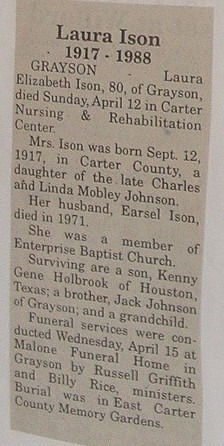 Laura Ison
1917 - 1988
GRAYSON - Laura
Elizabeth Ison, 80, of Grayson,
died Sunday, April 12 in Carter
Nursing & Rehabilitation
Center.
Mrs. Ison was born Sept. 12,
1917, in Carter County, a
daughter of the late Charles
and Linda Mobley Johnson.
Her husband, Earsel Ison,
died in 1971.
She was a member of
Enterprise Baptist Church.
Surviving are a son, Kenny
Gene Holbrook of Houston,
Texas; a brother, Jack Johnson
of Grayson; and a grandchild.
Funeral services were con-
ducted Wednesday, April 15 at
Malone Funeral Home in
Grayson by Russell Griffith
and Billy Rice, ministers.
Burial was in East Carter
County Memory Gardens.